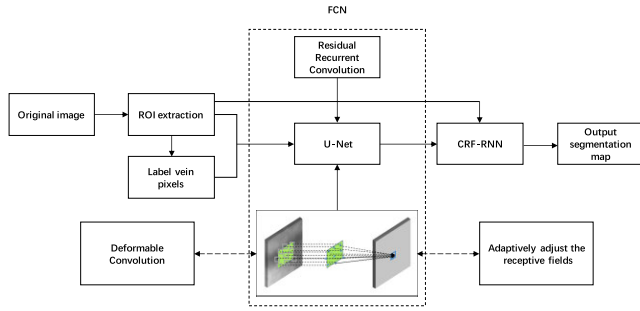 FCN
Residual
Recurrent
Convolution
Original image
ROI extraction
U-Net
CRF-RNN
Output
segmentation
map
Label vein
pixels
Deformable
Convolution
Adaptively adjust the
receptive fields